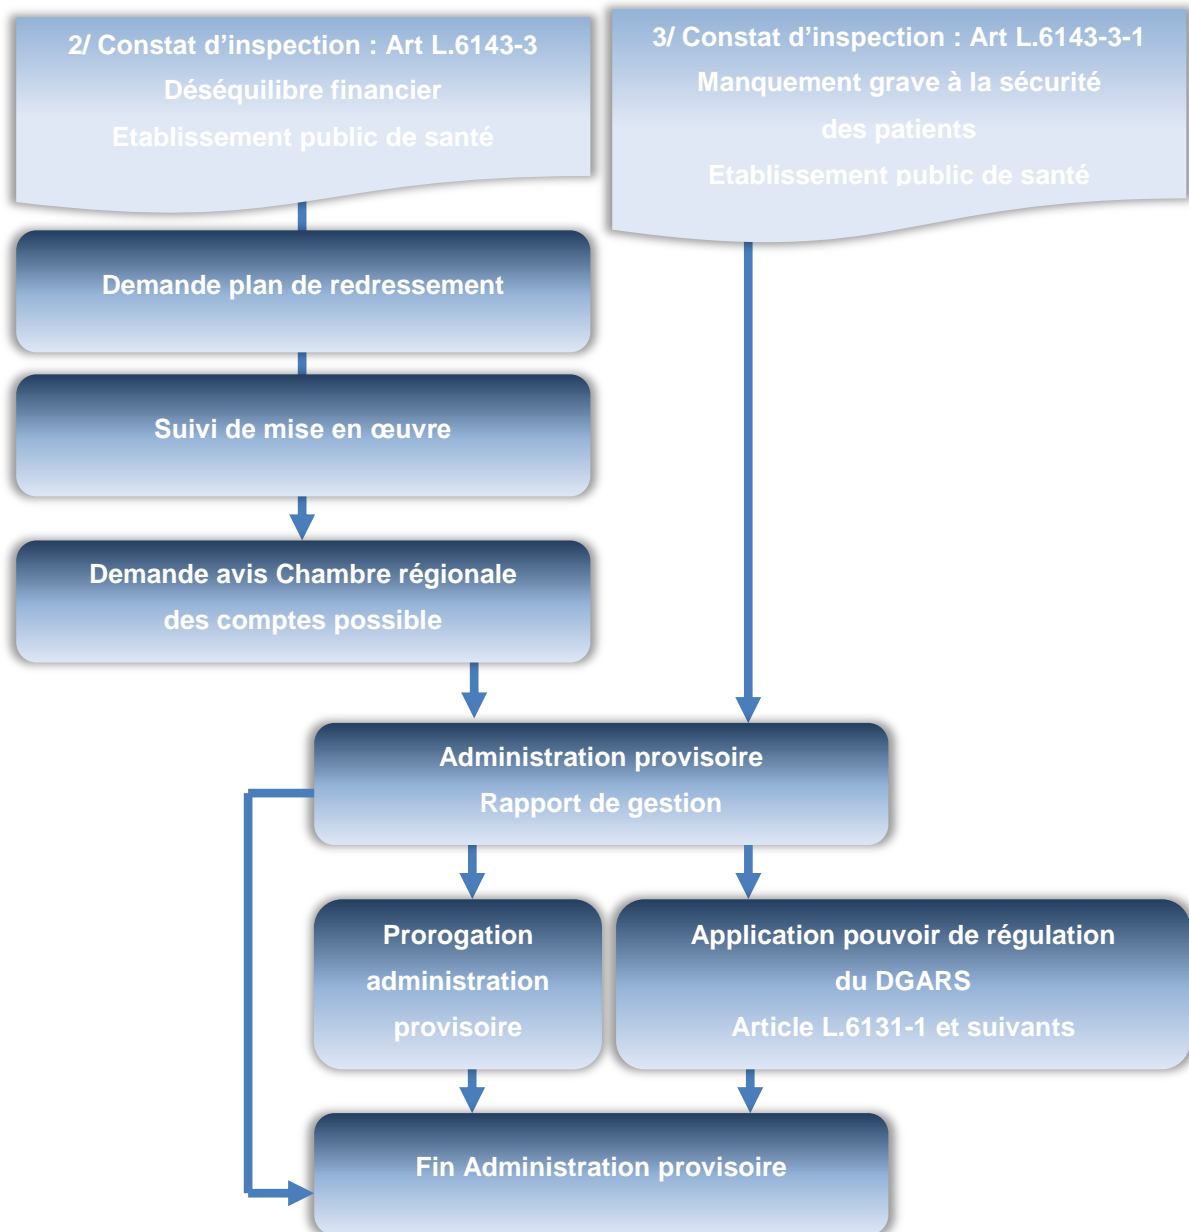 2/ Constat d’inspection : Art L.6143-3
Déséquilibre financier
Etablissement public de santé
3/ Constat d’inspection : Art L.6143-3-1
Manquement grave à la sécurité
des patients
Etablissement public de santé
Demande plan de redressement
Suivi de mise en œuvre
Demande avis Chambre régionale
des comptes possible
Administration provisoire
Rapport de gestion
Prorogation
administration
provisoire
Application pouvoir de régulation
du DGARS
Article L.6131-1 et suivants
Fin Administration provisoire